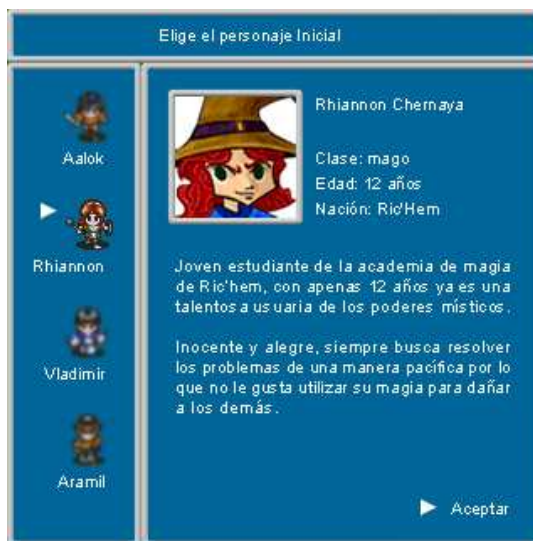 Elige el personaje Inicial
Aalok
Rhiannon
Vladimir
Aramil
Rhiannon Chernaya
Clase: mago
Edad: 12 años
Nación: Ric'Hem
Joven estudiante de la academia de magia
de Ric'hem, con apenas 12 años ya es una
talentosa usuaria de los poderes místicos.
Inocente y alegre, siempre busca resolver
los problemas de una manera pacífica por lo
que no le gusta utilizar su magia para dañar
a los demás.
Aceptar